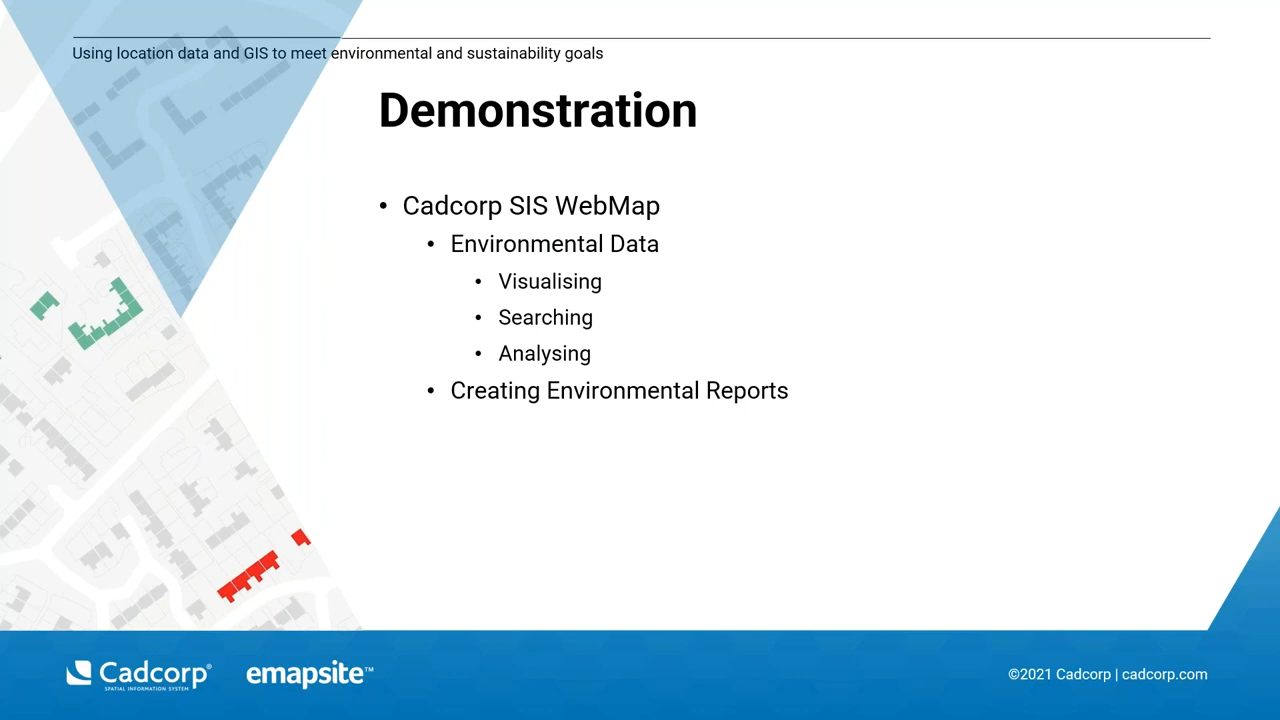 Using location data and GIS to meet environmental and sustainability goals
Demonstration
• Cadcorp SIS WebMap
• Environmental Data
• Visualising
• Searching
• Analysing
• Creating Environmental Reports
Cadcorp®
SPATIAL INFORMATION SYSTEM
emapsite™
©2021 Cadcorp | cadcorp.com